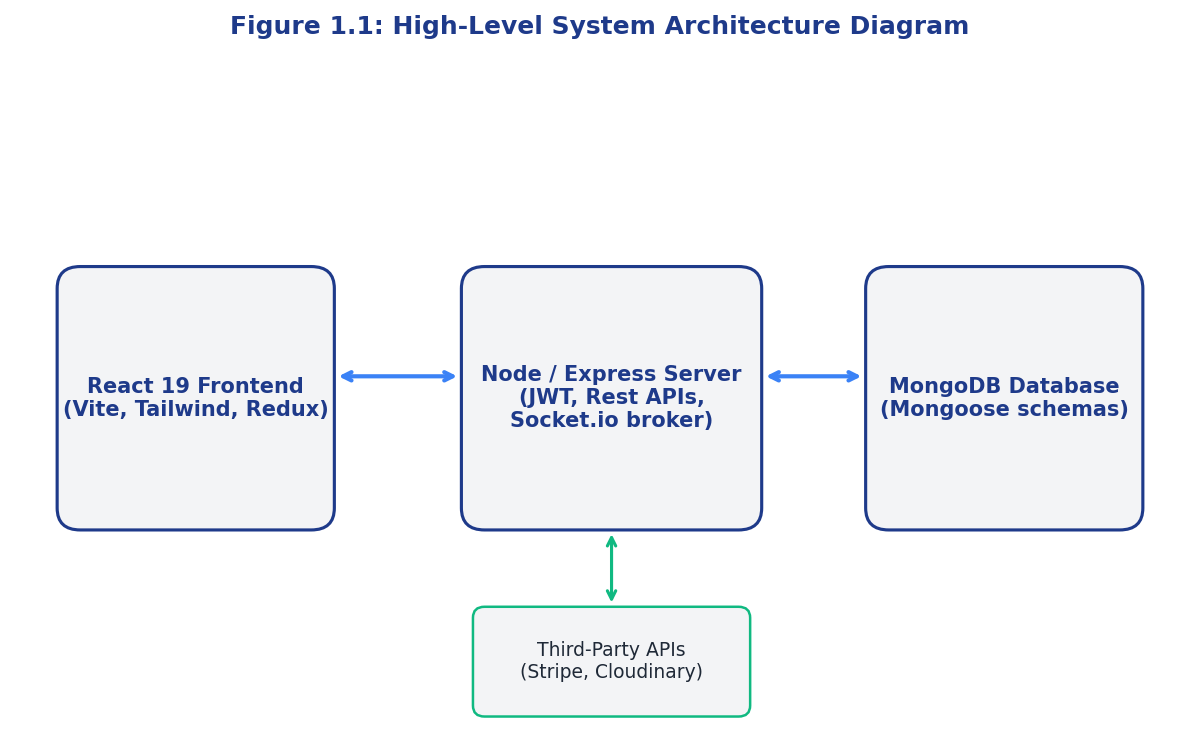 Figure 1.1: High-Level System Architecture Diagram
React 19 Frontend
(Vite, Tailwind, Redux)
Node / Express Server
(JWT, Rest APIs,
Socket.io broker)
MongoDB Database
(Mongoose schemas)
Third-Party APIs
(Stripe, Cloudinary)